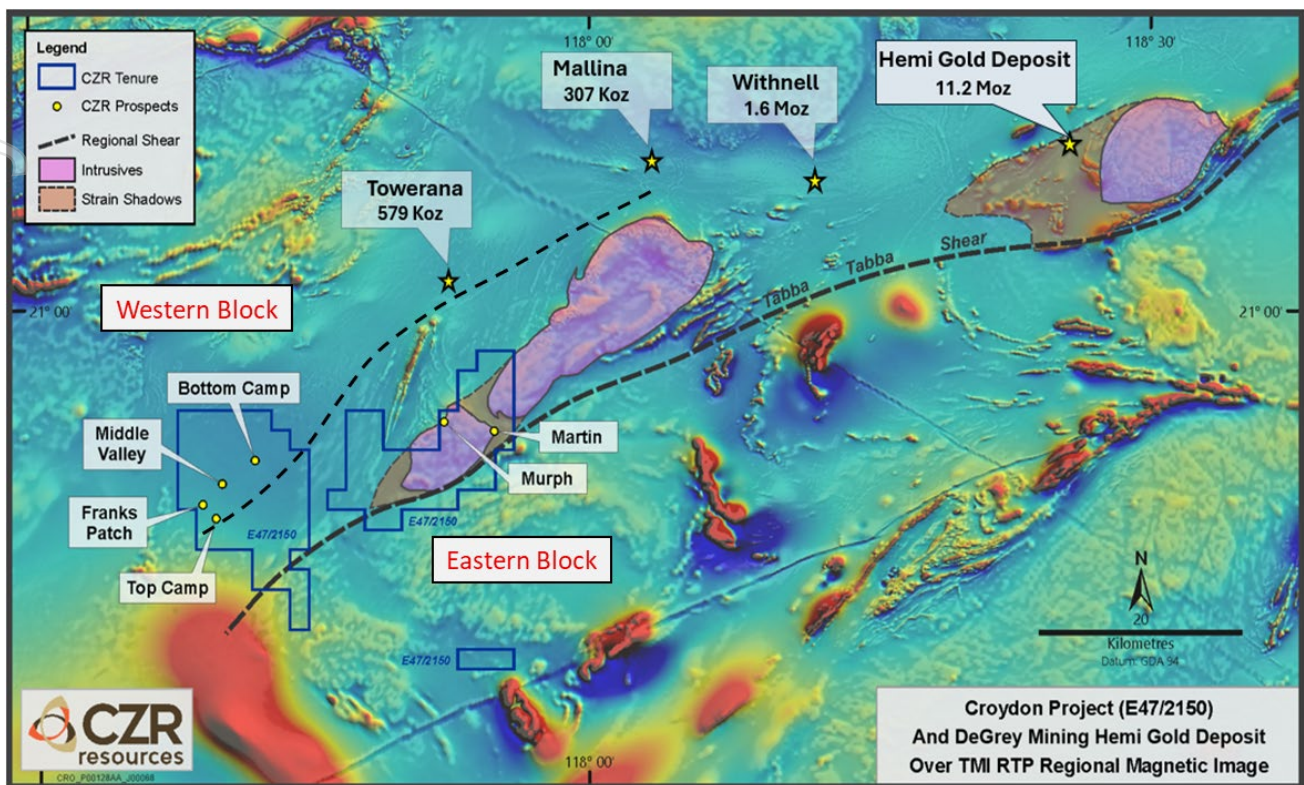 Legend
CZR Tenure
CZR Prospects
Regional Shear
Intrusives
Strain Shadows
118° 00'
118° 30'
Mallina
307 Koz
Withnell
1.6 Moz
Hemi Gold Deposit
11.2 Moz
Towerana
579 Koz
Tabba Tabba Shear
Western Block
21° 00'
21° 00'
Bottom Camp
Middle
Valley
Franks
Patch
Top Camp
E47/2150
E47/2150
Martin
Murph
Eastern Block
E47/2150
N
20
Kilometres
Datum: GDA 94
CZR
resources
CRO_P00128AA_J00068
118° 00'
Croydon Project (E47/2150)
And DeGrey Mining Hemi Gold Deposit
Over TMI RTP Regional Magnetic Image